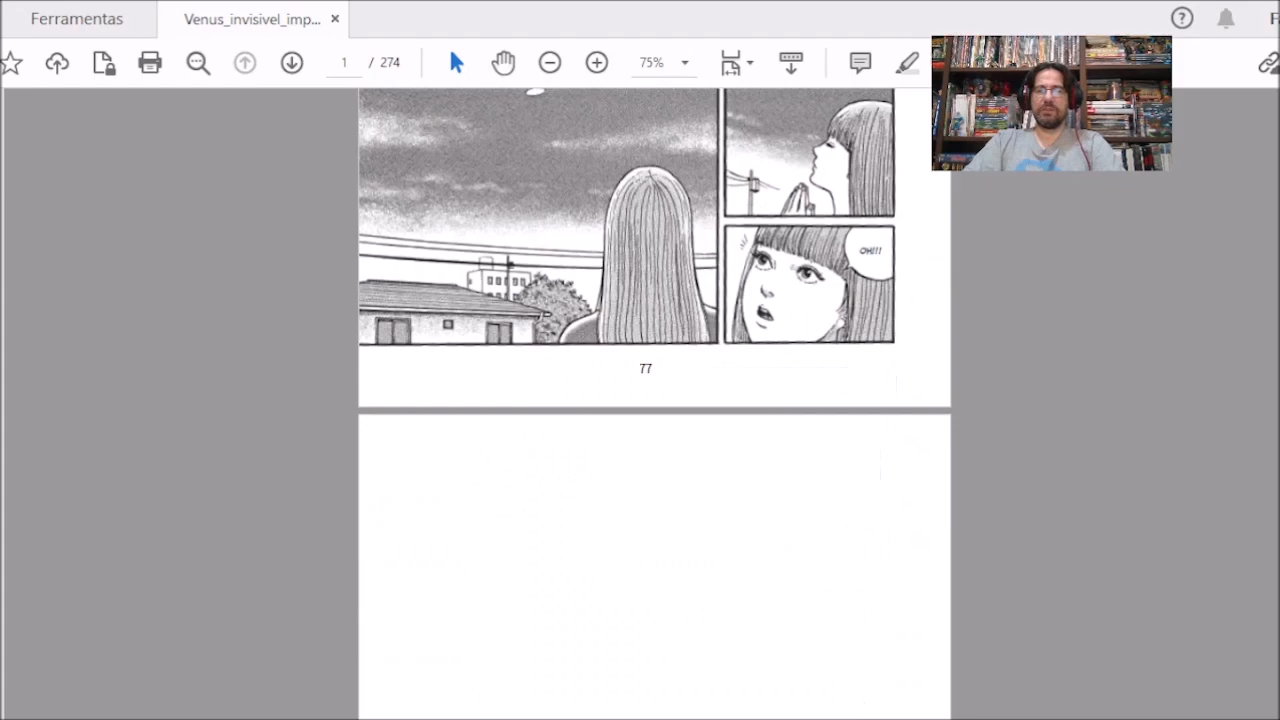 Ferramentas
Venus_invisivel_imp... ×
1 / 274
75%
OH!!!
77